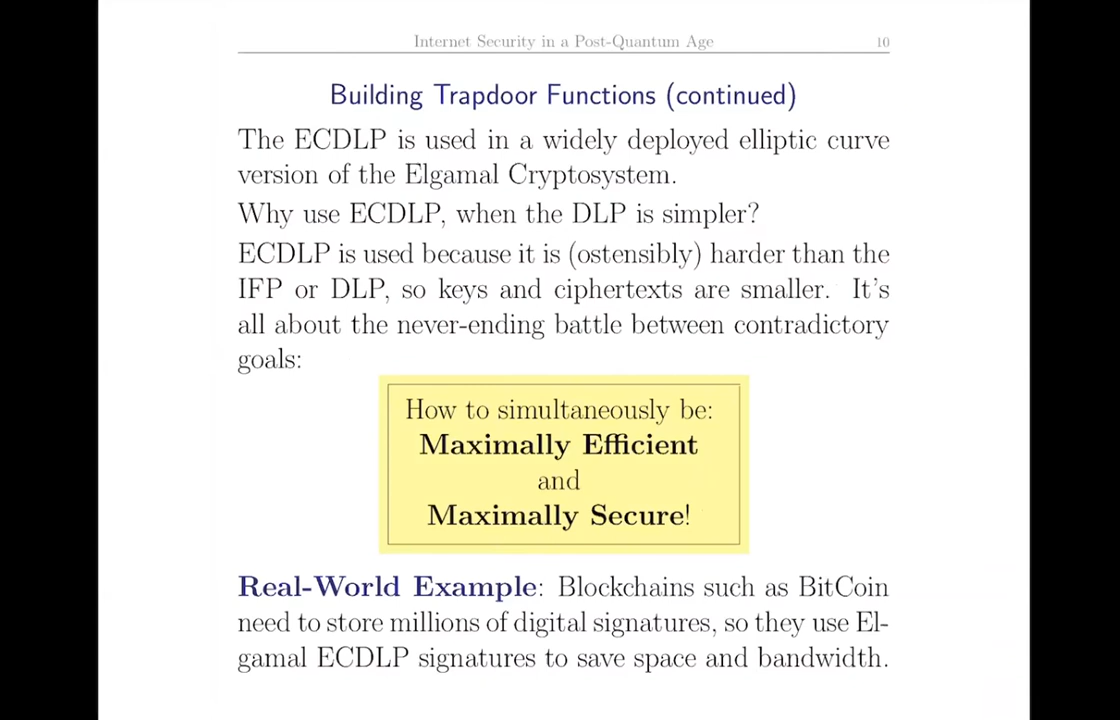 Internet Security in a Post-Quantum Age 10
Building Trapdoor Functions (continued)
The ECDLP is used in a widely deployed elliptic curve
version of the Elgamal Cryptosystem.
Why use ECDLP, when the DLP is simpler?
ECDLP is used because it is (ostensibly) harder than the
IFP or DLP, so keys and ciphertexts are smaller. It's
all about the never-ending battle between contradictory
goals:
How to simultaneously be:
Maximally Efficient
and
Maximally Secure!
Real-World Example: Blockchains such as BitCoin
need to store millions of digital signatures, so they use El-
gamal ECDLP signatures to save space and bandwidth.